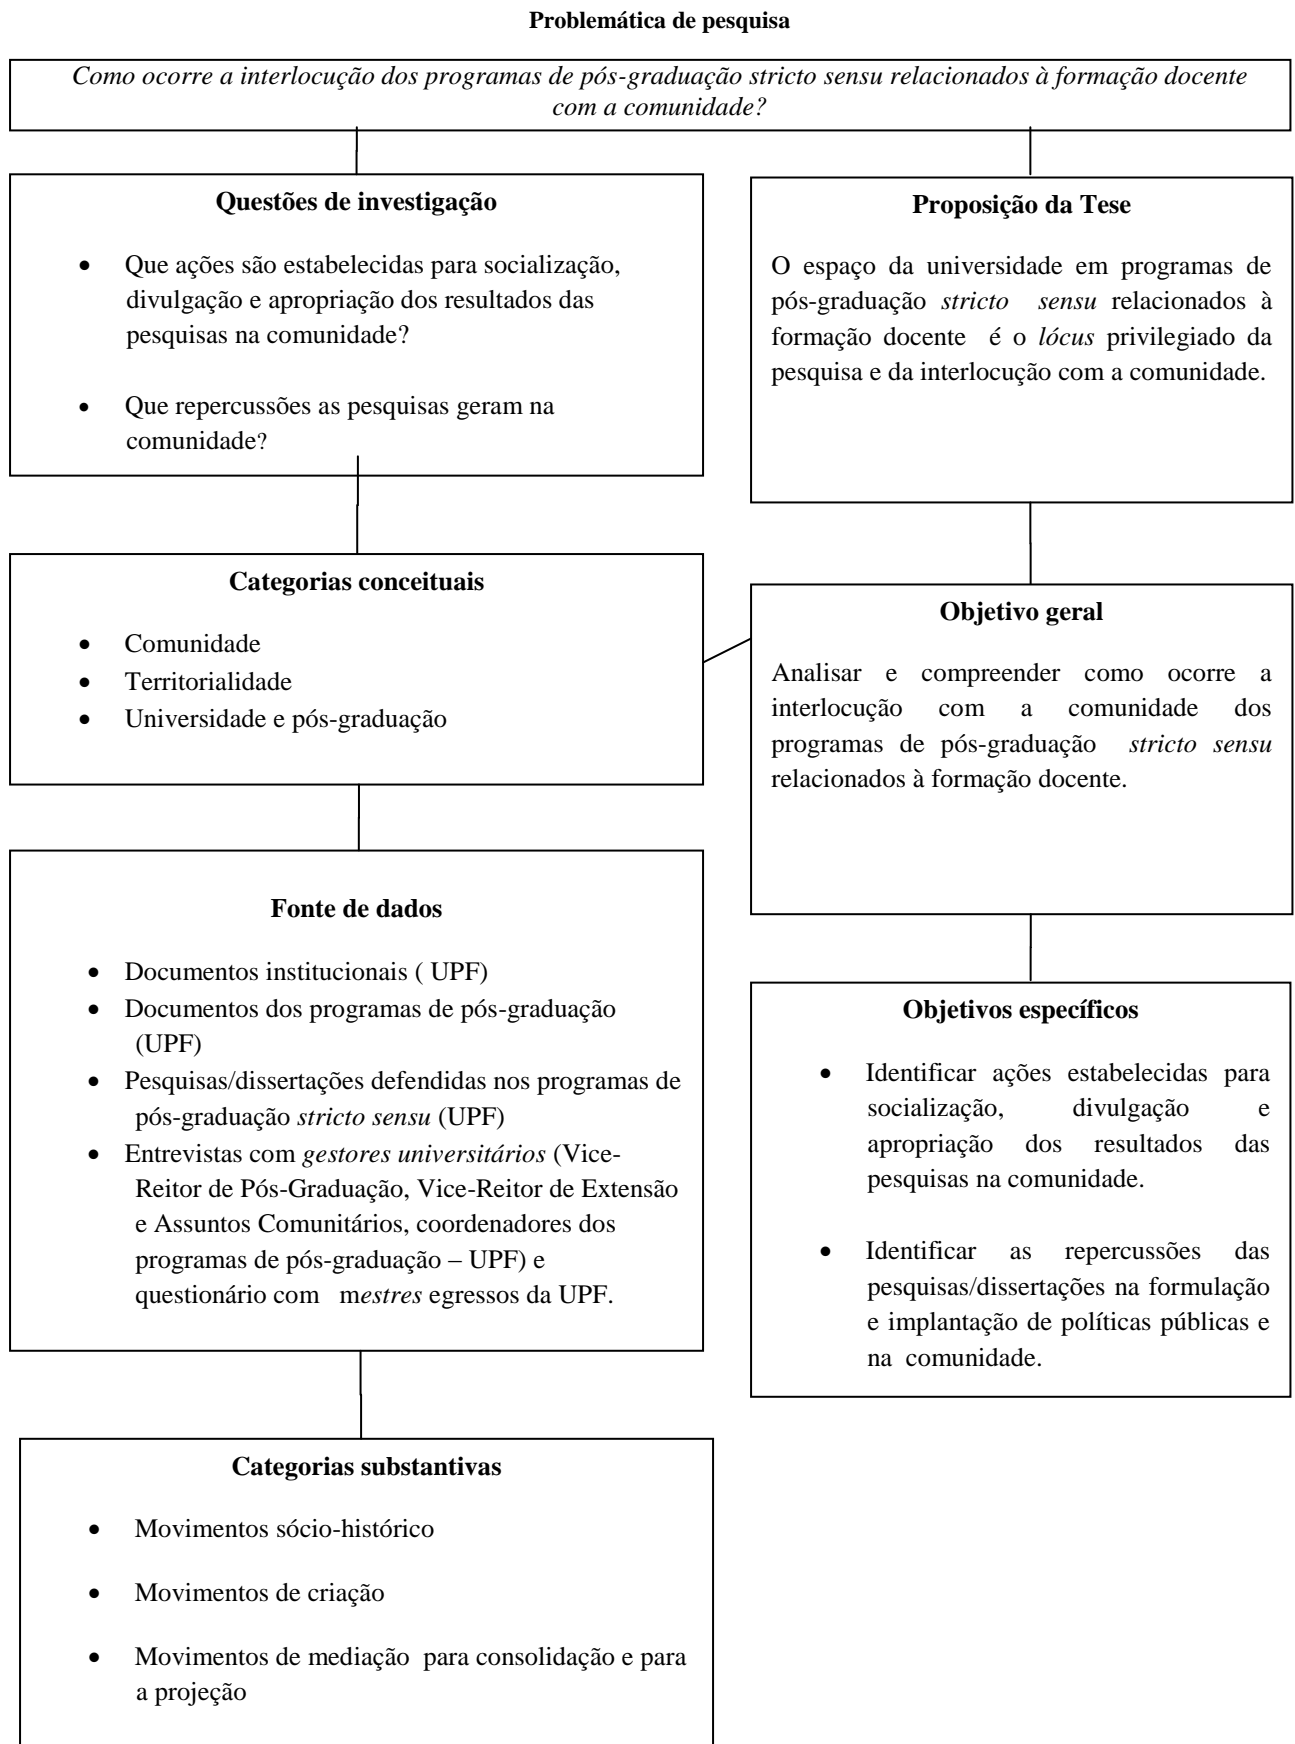 Problemática de pesquisa
Como ocorre a interlocução dos programas de pós-graduação stricto sensu relacionados à formação docente
com a comunidade?
Questões de investigação
• Que ações são estabelecidas para socialização,
divulgação e apropriação dos resultados das
pesquisas na comunidade?
• Que repercussões as pesquisas geram na
comunidade?
Proposição da Tese
O espaço da universidade em programas de
pós-graduação stricto sensu relacionados à
formação docente é o lócus privilegiado da
pesquisa e da interlocução com a comunidade.
Categorias conceituais
• Comunidade
• Territorialidade
• Universidade e pós-graduação
Objetivo geral
Analisar e compreender como ocorre a
interlocução com a comunidade dos
programas de pós-graduação stricto sensu
relacionados à formação docente.
Fonte de dados
• Documentos institucionais ( UPF)
• Documentos dos programas de pós-graduação
(UPF)
• Pesquisas/dissertações defendidas nos programas de
pós-graduação stricto sensu (UPF)
• Entrevistas com gestores universitários (Vice-
Reitor de Pós-Graduação, Vice-Reitor de Extensão
e Assuntos Comunitários, coordenadores dos
programas de pós-graduação – UPF) e
questionário com mestres egressos da UPF.
Objetivos específicos
• Identificar ações estabelecidas para
socialização, divulgação e
apropriação dos resultados das
pesquisas na comunidade.
• Identificar as repercussões das
pesquisas/dissertações na formulação
e implantação de políticas públicas e
na comunidade.
Categorias substantivas
• Movimentos sócio-histórico
• Movimentos de criação
• Movimentos de mediação para consolidação e para
a projeção